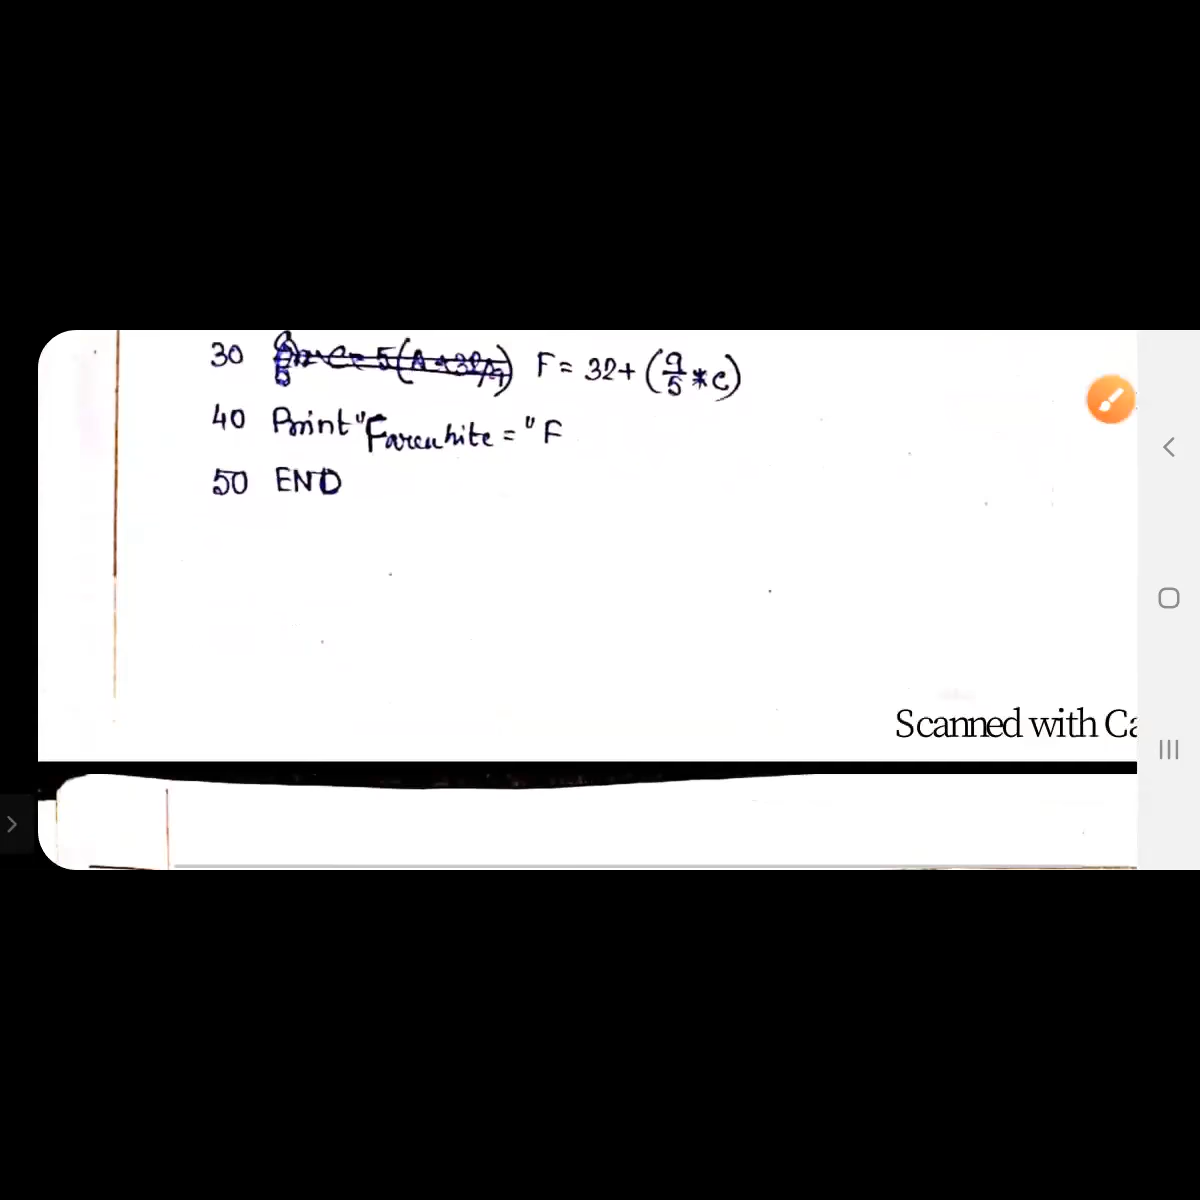 30 F = 32 + (9/5 * C)
40 Print "Farenhite = " F
50 END
Scanned with Ca